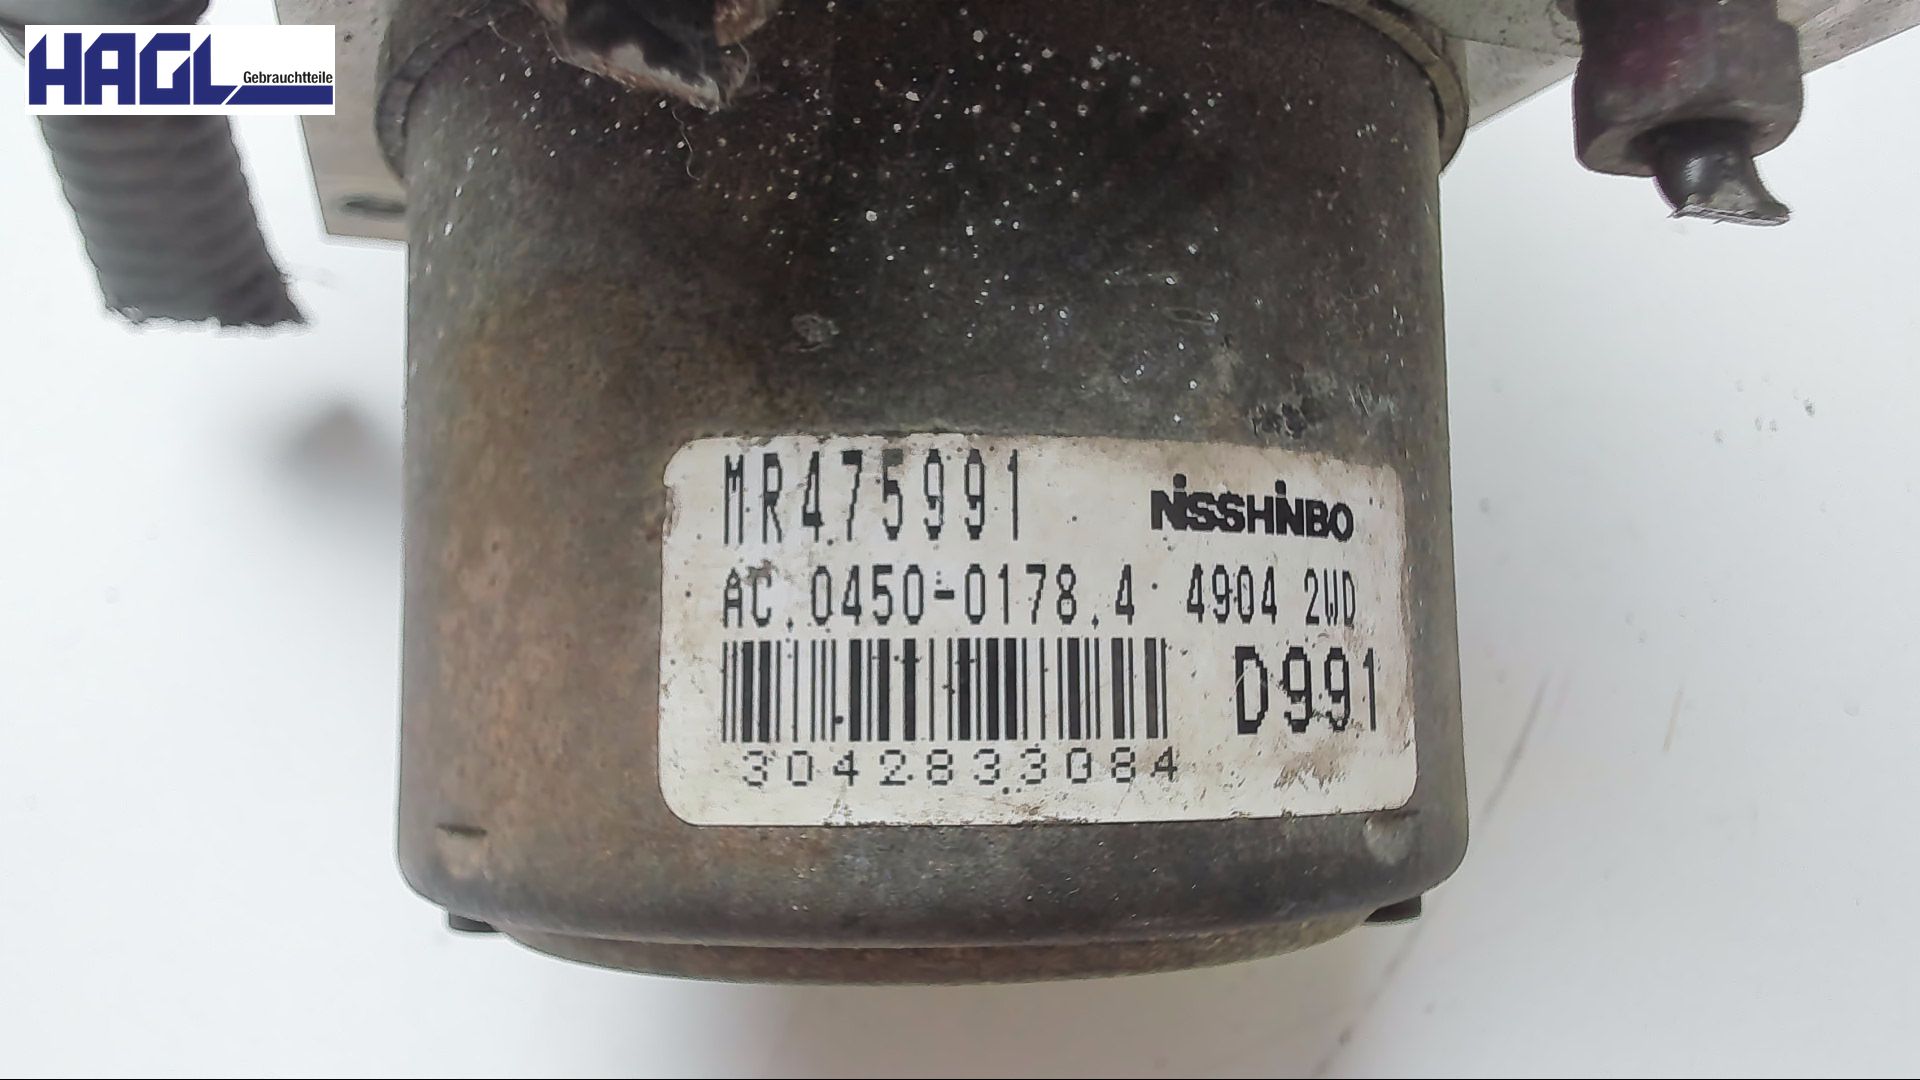 HAGL Gebrauchtteile
MR475991
NISSHINBO
AC.0450-0178.4 4904 2WD
D991
3042833084